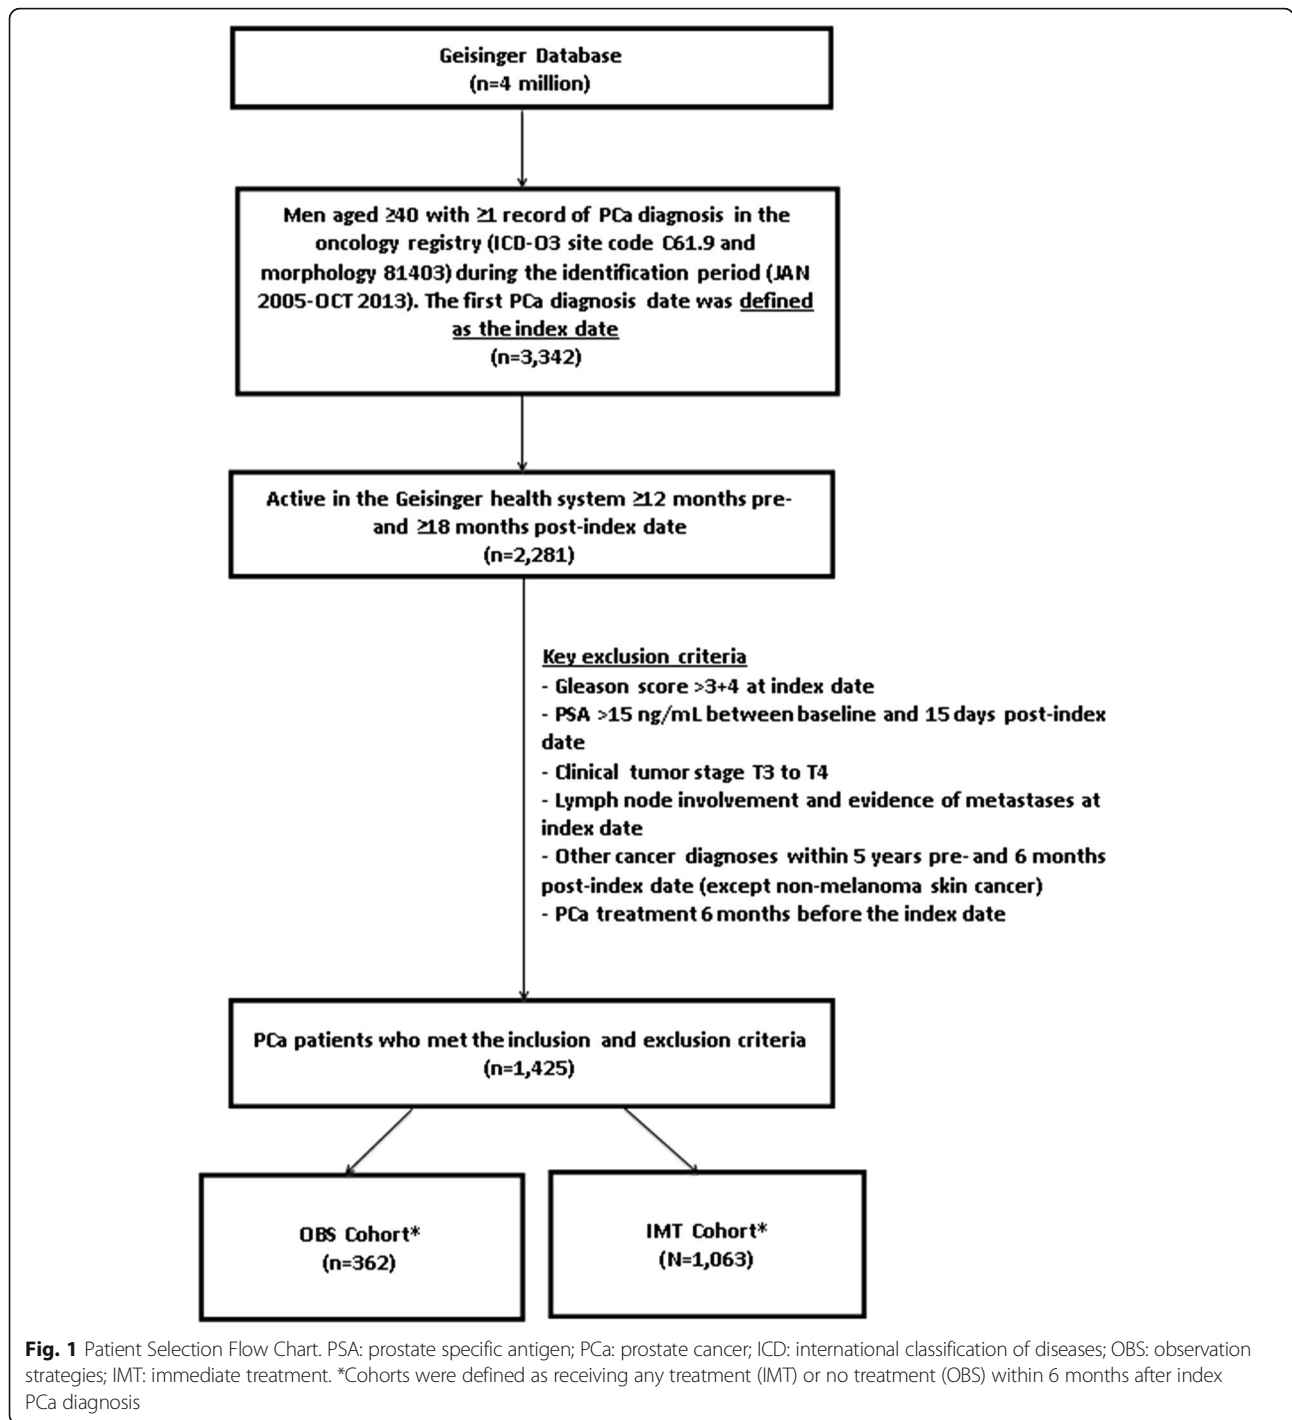 Geisinger Database
(n=4 million)
Men aged ≥40 with ≥1 record of PCa diagnosis in the
oncology registry (ICD-O3 site code C61.9 and
morphology 81403) during the identification period (JAN
2005-OCT 2013). The first PCa diagnosis date was defined
as the index date
(n=3,342)
Active in the Geisinger health system ≥12 months pre-
and ≥18 months post-index date
(n=2,281)
Key exclusion criteria
- Gleason score >3+4 at index date
- PSA >15 ng/mL between baseline and 15 days post-index
date
- Clinical tumor stage T3 to T4
- Lymph node involvement and evidence of metastases at
index date
- Other cancer diagnoses within 5 years pre- and 6 months
post-index date (except non-melanoma skin cancer)
- PCa treatment 6 months before the index date
PCa patients who met the inclusion and exclusion criteria
(n=1,425)
OBS Cohort*
(n=362)
IMT Cohort*
(N=1,063)
Fig. 1 Patient Selection Flow Chart. PSA: prostate specific antigen; PCa: prostate cancer; ICD: international classification of diseases; OBS: observation
strategies; IMT: immediate treatment. *Cohorts were defined as receiving any treatment (IMT) or no treatment (OBS) within 6 months after index
PCa diagnosis